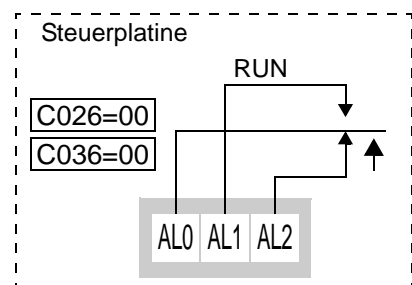 Steuerplatine
RUN
C026=00
C036=00
AL0 AL1 AL2